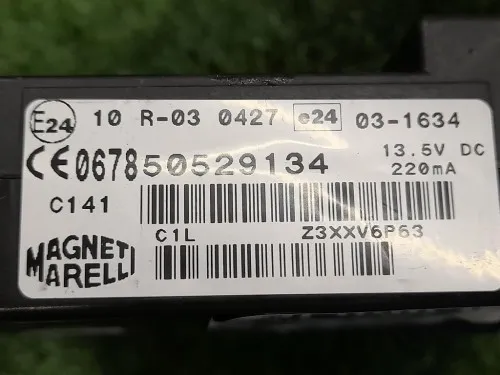 E24 10 R-03 0427 e24 03-1634
CE0678 50529134 13.5V DC
220mA
C141
C1L Z3XXV6P63
MAGNETI
MARELLI